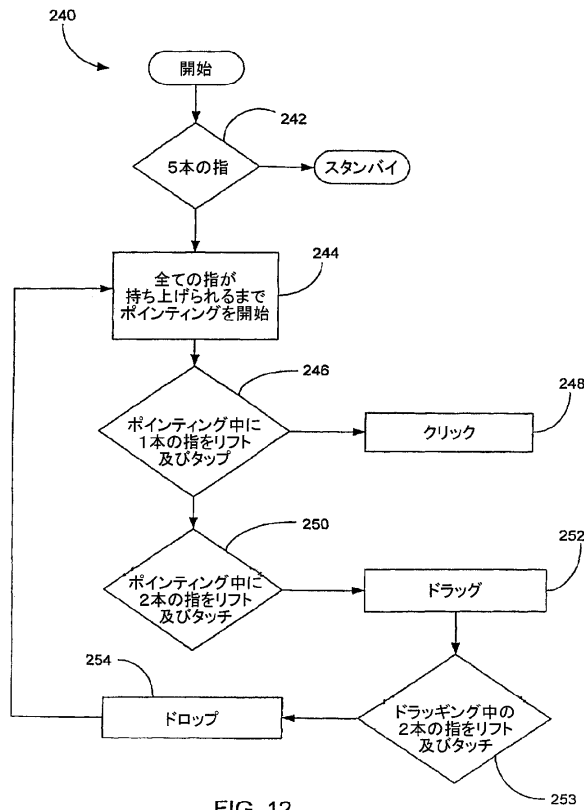 240
開始
242
5本の指
スタンバイ
244
全ての指が
持ち上げられるまで
ポインティングを開始
246
ポインティング中に
1本の指をリフト
及びタップ
248
クリック
250
ポインティング中に
2本の指をリフト
及びタッチ
252
ドラッグ
254
ドロップ
ドラッギング中の
2本の指をリフト
及びタッチ
253
FIG. 12